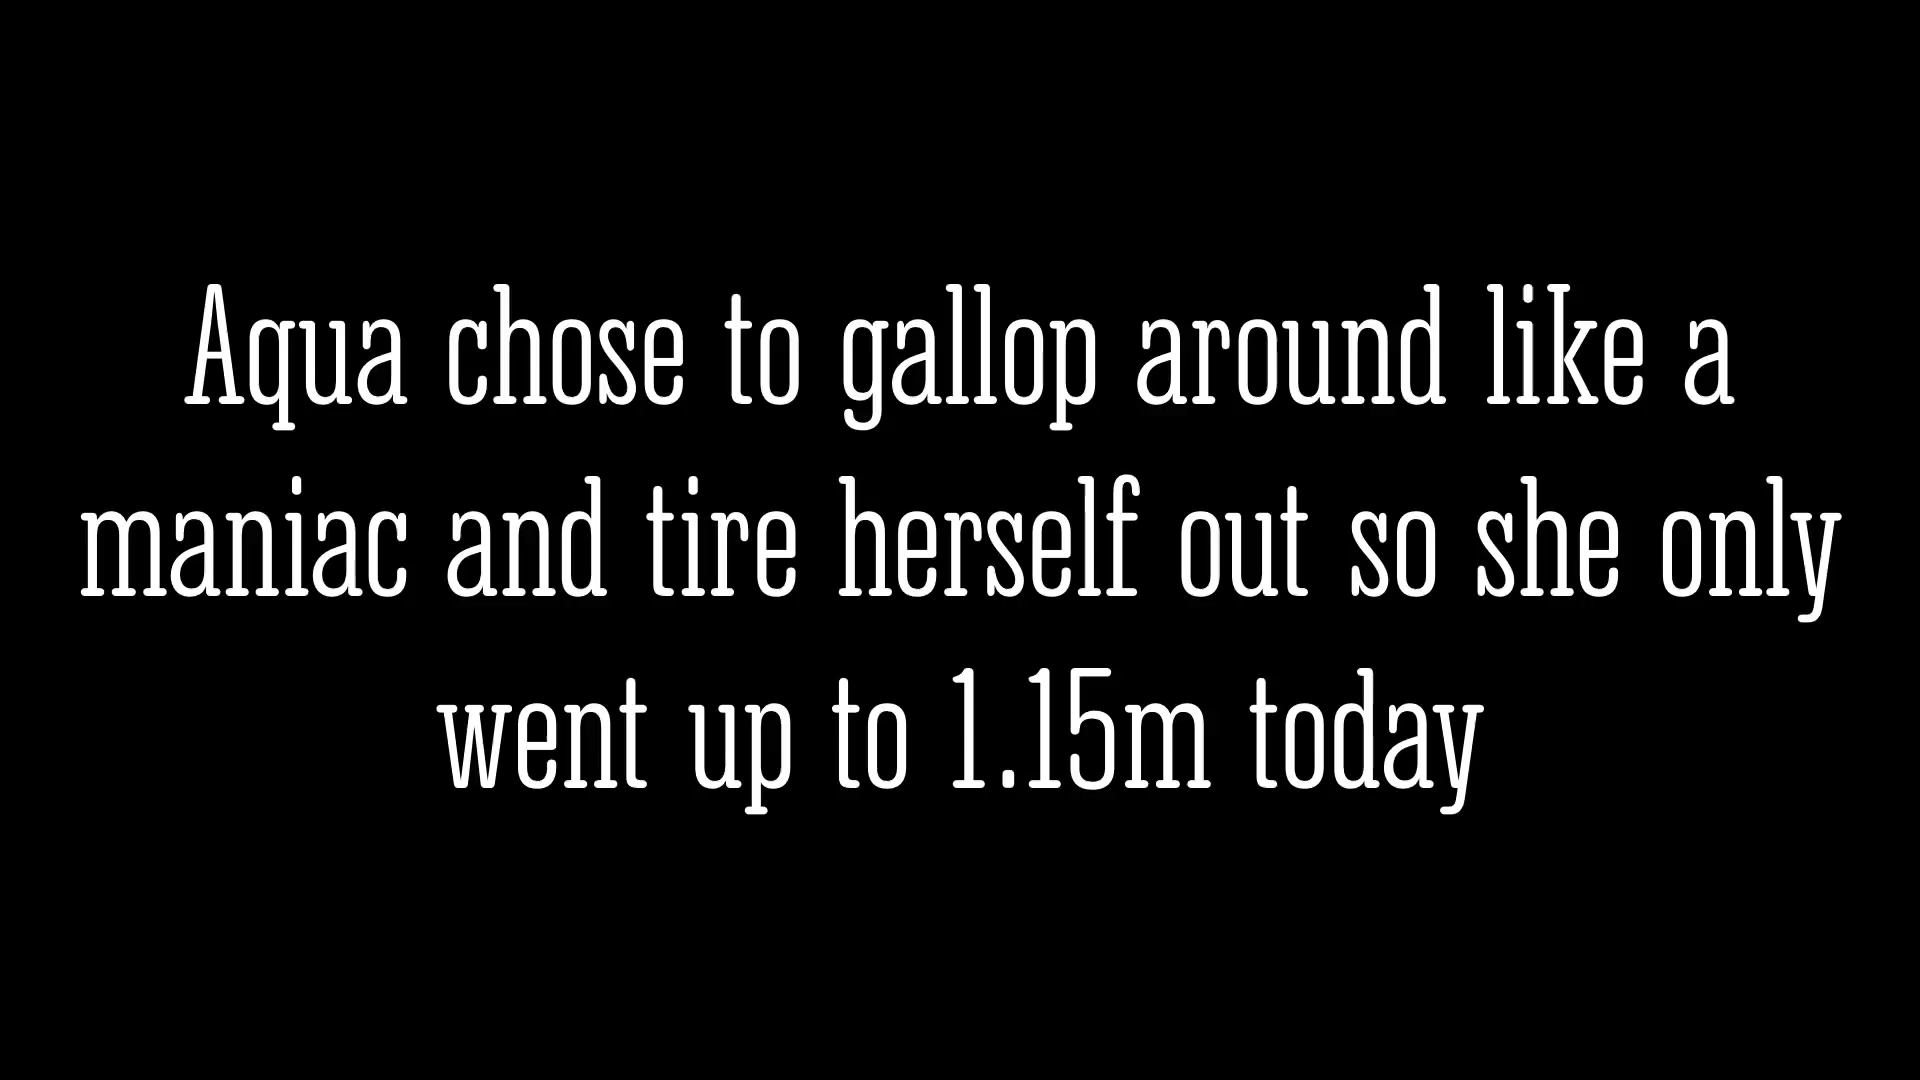 Aqua chose to gallop around like a
maniac and tire herself out so she only
went up to 1.15m today